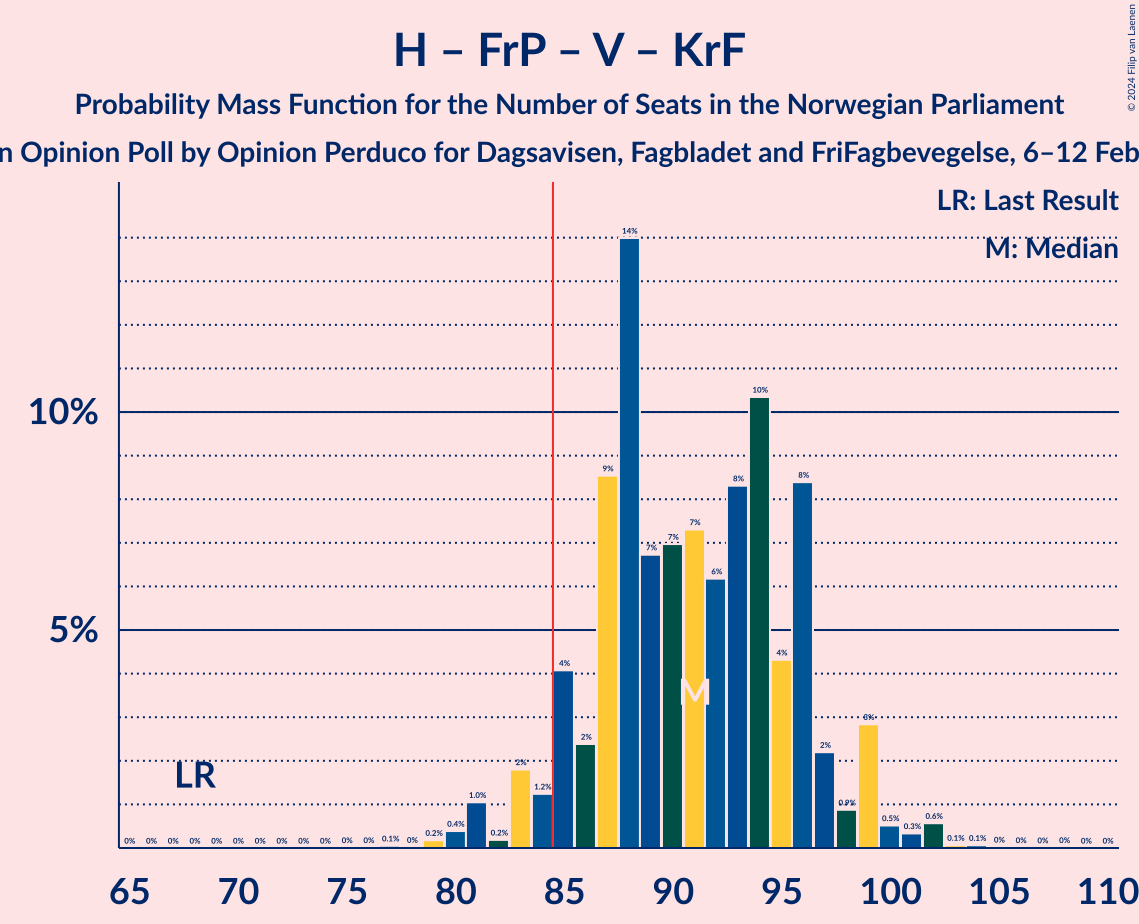 H – FrP – V – KrF
Probability Mass Function for the Number of Seats in the Norwegian Parliament
n Opinion Poll by Opinion Perduco for Dagsavisen, Fagbladet and FriFagbevegelse, 6–12 Feb
© 2024 Filip van Laenen
LR: Last Result
M: Median
10%
5%
LR
M
0% 0% 0% 0% 0% 0% 0% 0% 0% 0% 0% 0% 0.1% 0% 0.2% 0.4% 1.0% 0.2% 2% 1.2% 4% 2% 9% 14% 7% 7% 7% 6% 8% 10% 4% 8% 2% 0.9% 3% 0.5% 0.3% 0.6% 0.1% 0.1% 0% 0% 0% 0% 0% 0%
65 70 75 80 85 90 95 100 105 110